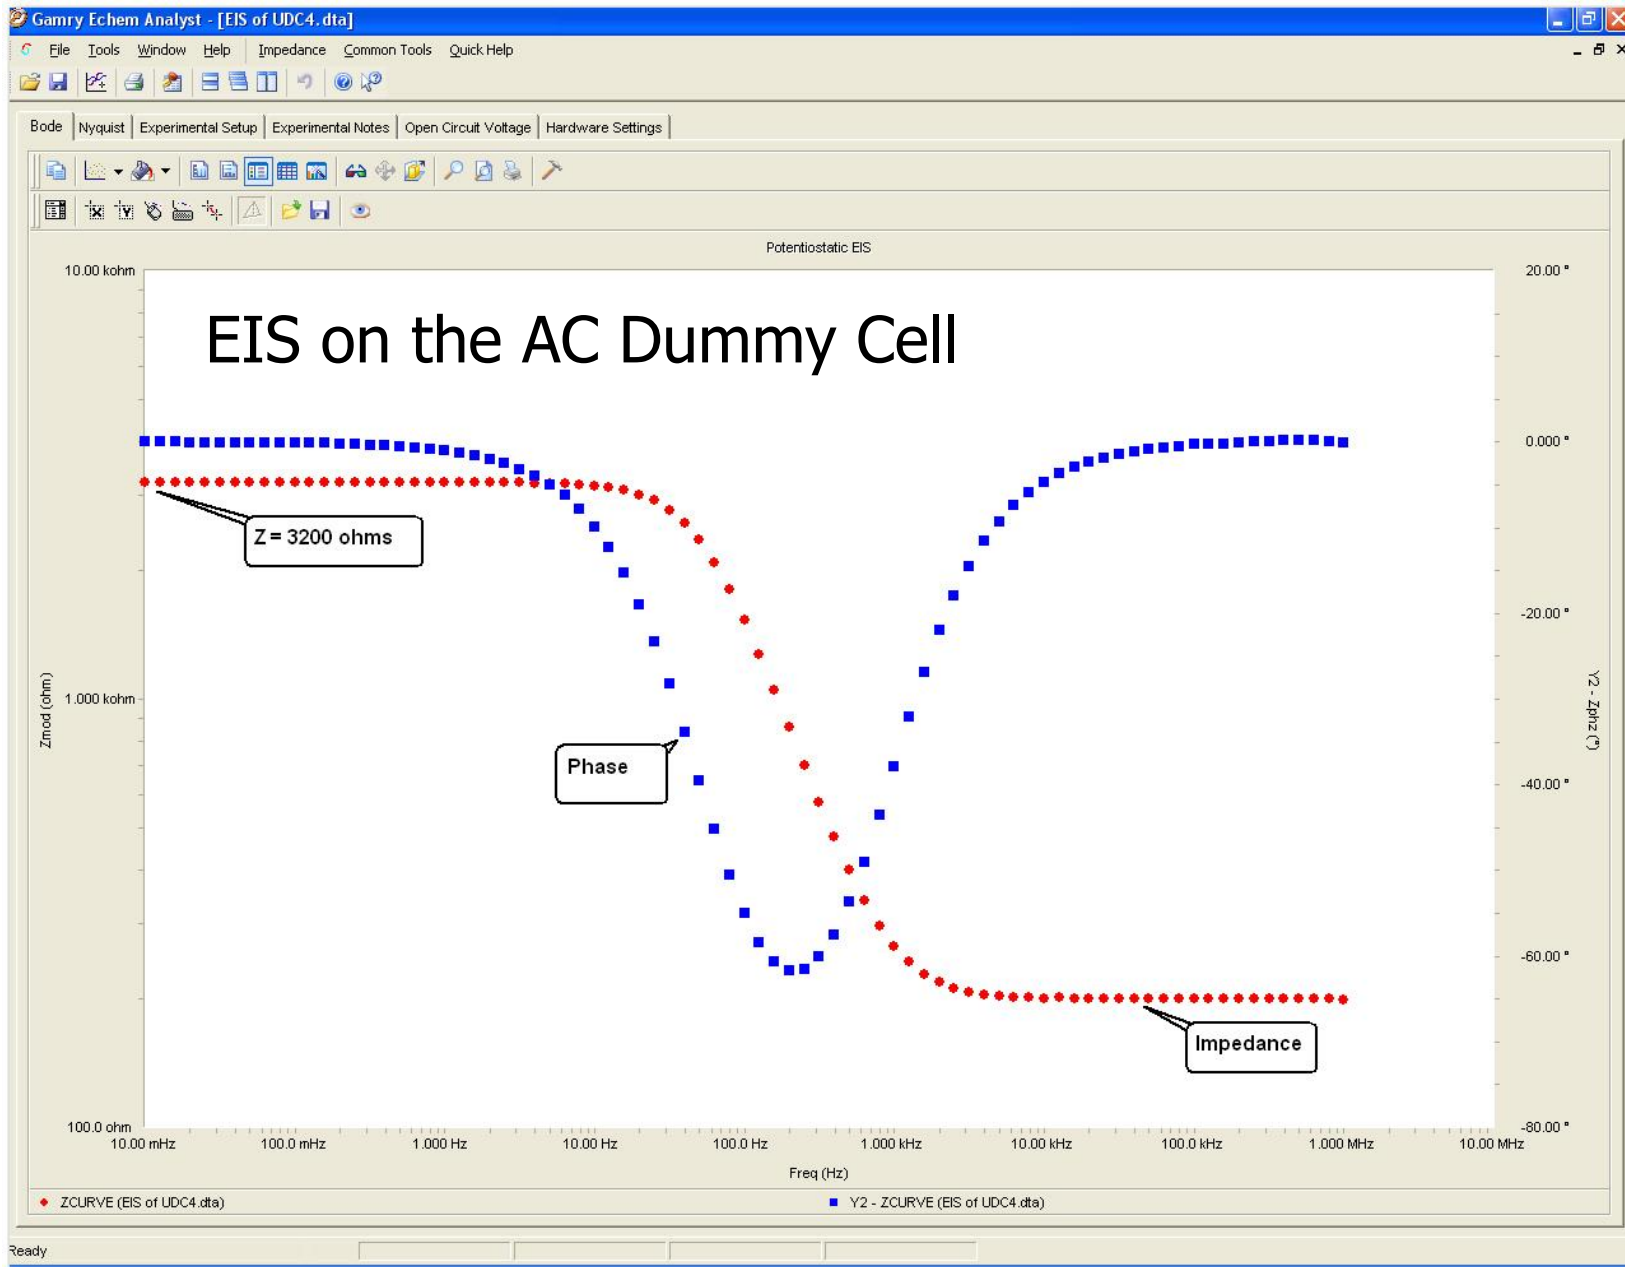 Gamry Echem Analyst - [EIS of UDC4.dta]
File Tools Window Help Impedance Common Tools Quick Help
Bode Nyquist Experimental Setup Experimental Notes Open Circuit Voltage Hardware Settings
Potentiostatic EIS
10.00 kohm
20.00 °
EIS on the AC Dummy Cell
0.000 °
Z = 3200 ohms
-20.00 °
Zmod (ohm)
1.000 kohm
Y2 - Zphz (°)
Phase
-40.00 °
-60.00 °
Impedance
100.0 ohm
-80.00 °
10.00 mHz 100.0 mHz 1.000 Hz 10.00 Hz 100.0 Hz 1.000 kHz 10.00 kHz 100.0 kHz 1.000 MHz 10.00 MHz
Freq (Hz)
ZCURVE (EIS of UDC4.dta) Y2 - ZCURVE (EIS of UDC4.dta)
Ready